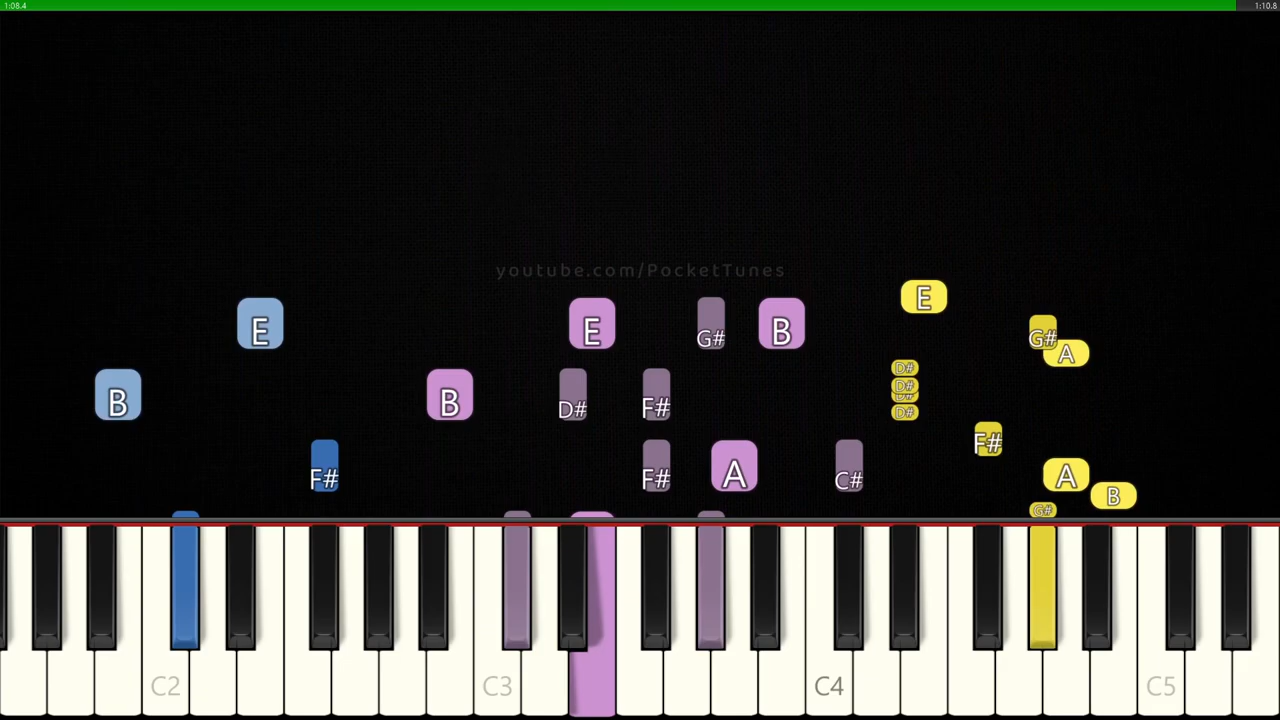 1:08.4
1:10.8
youtube.com/PocketTunes
E
E
E
G#
B
G#
A
B
B
D#
F#
D#
D#
D#
D#
F#
F#
F#
A
C#
A
B
G#
C2
C3
C4
C5